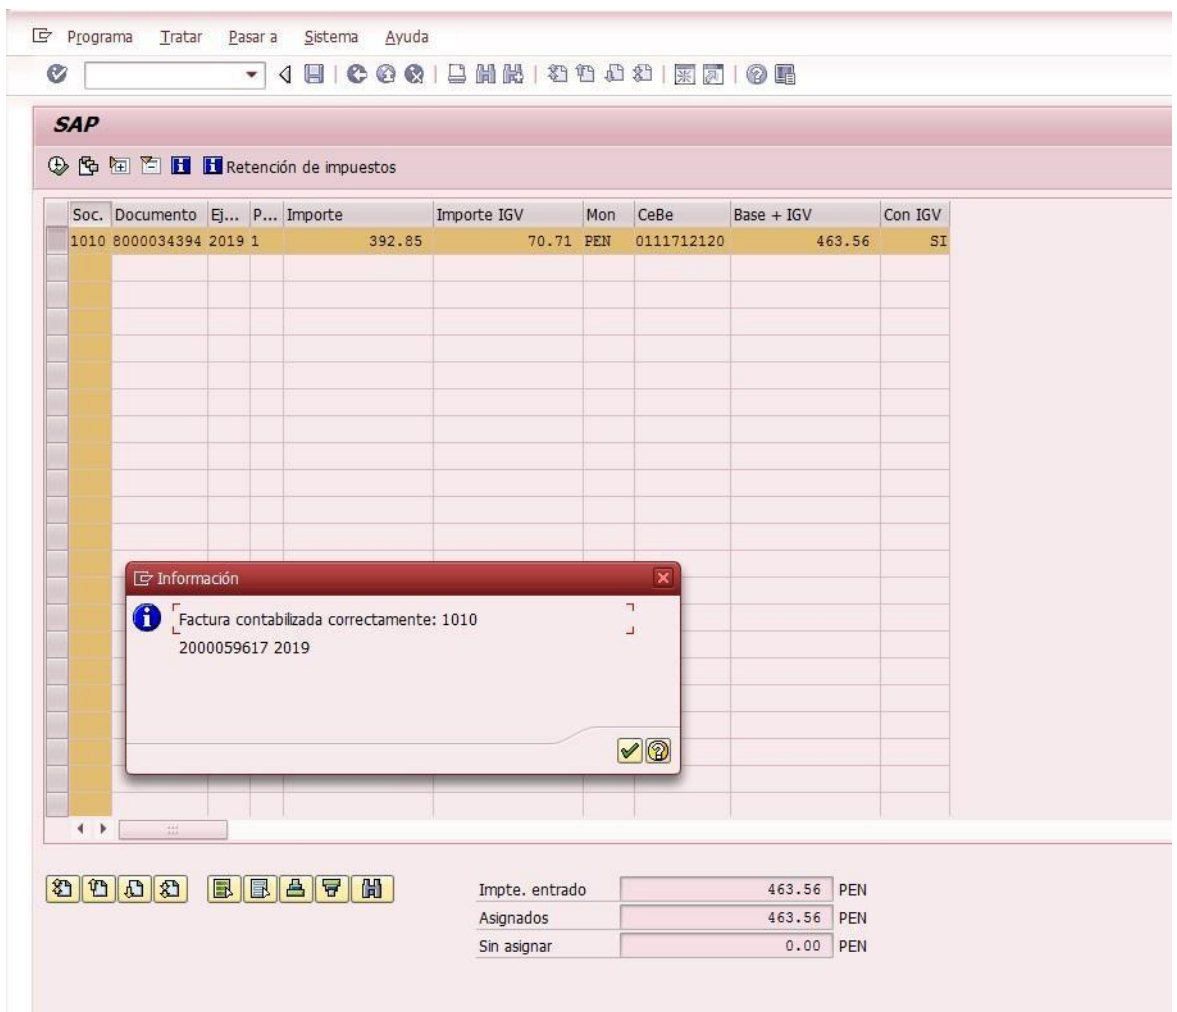 Programa Tratar Pasar a Sistema Ayuda
SAP
Retención de impuestos
Soc. Documento Ej... P... Importe Importe IGV Mon CeBe Base + IGV Con IGV
1010 8000034394 2019 1 392.85 70.71 PEN 0111712120 463.56 SI
Información
Factura contabilizada correctamente: 1010
2000059617 2019
Impte. entrado 463.56 PEN
Asignados 463.56 PEN
Sin asignar 0.00 PEN